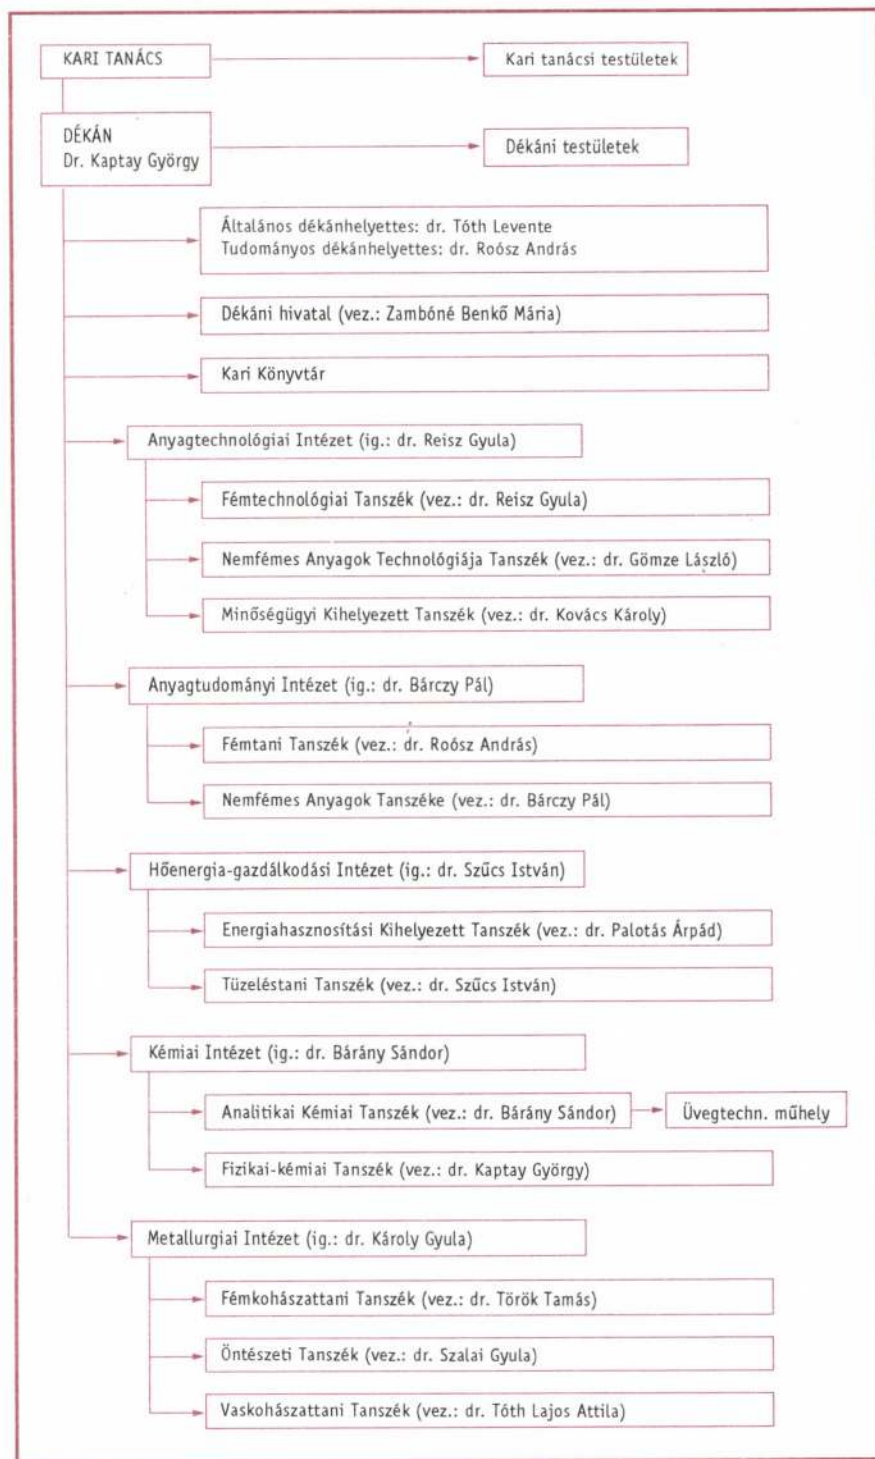 KARI TANÁCS
Kari tanácsi testületek
DÉKÁN
Dr. Kaptay György
Dékáni testületek
Általános dékánhelyettes: dr. Tóth Levente
Tudományos dékánhelyettes: dr. Roósz András
Dékáni hivatal (vez.: Zambóné Benkő Mária)
Kari Könyvtár
Anyagtechnológiai Intézet (ig.: dr. Reisz Gyula)
Fémtechnológiai Tanszék (vez.: dr. Reisz Gyula)
Nemfémes Anyagok Technológiája Tanszék (vez.: dr. Gömze László)
Minőségügyi Kihelyezett Tanszék (vez.: dr. Kovács Károly)
Anyagtudományi Intézet (ig.: dr. Bárczy Pál)
Fémtani Tanszék (vez.: dr. Roósz András)
Nemfémes Anyagok Tanszéke (vez.: dr. Bárczy Pál)
Hőenergia-gazdálkodási Intézet (ig.: dr. Szűcs István)
Energiahasznosítási Kihelyezett Tanszék (vez.: dr. Palotás Árpád)
Tüzeléstani Tanszék (vez.: dr. Szűcs István)
Kémiai Intézet (ig.: dr. Bárány Sándor)
Analitikai Kémiai Tanszék (vez.: dr. Bárány Sándor)
Üvegtechn. műhely
Fizikai-kémiai Tanszék (vez.: dr. Kaptay György)
Metallurgiai Intézet (ig.: dr. Károly Gyula)
Fémkohászattani Tanszék (vez.: dr. Török Tamás)
Öntészeti Tanszék (vez.: dr. Szalai Gyula)
Vaskohászattani Tanszék (vez.: dr. Tóth Lajos Attila)